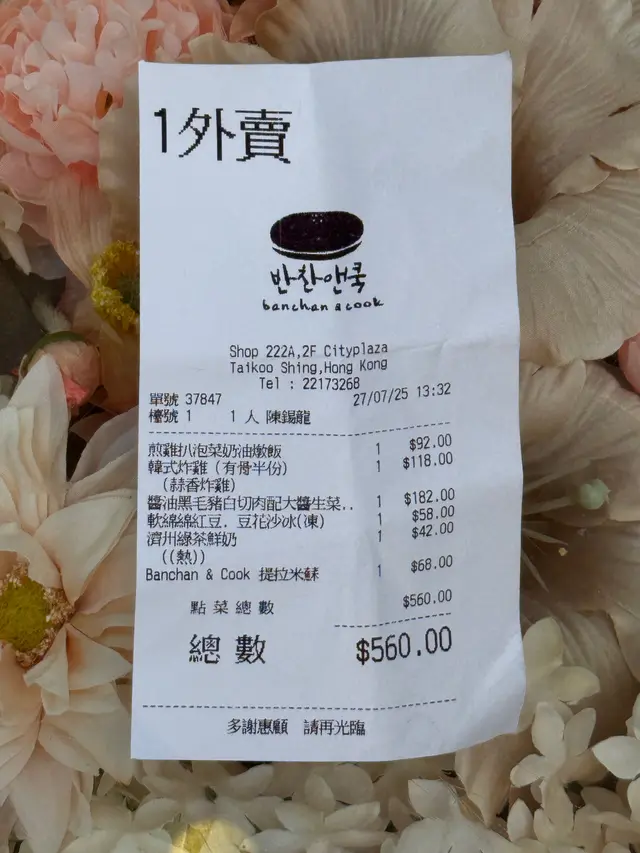 1外賣
반찬앤쿡
banchan & cook
Shop 222A,2F Cityplaza
Taikoo Shing,Hong Kong
Tel : 22173268
單號 37847 27/07/25 13:32
檯號 1 1 人 陳錫龍
煎雞扒泡菜奶油燉飯 1 $92.00
韓式炸雞 (有骨半份) 1 $118.00
(蒜香炸雞)
醬油黑毛豬白切肉配大醬生菜.. 1 $182.00
軟綿綿紅豆. 豆花沙冰(凍) 1 $58.00
濟州綠茶鮮奶 1 $42.00
((熱))
Banchan & Cook 提拉米蘇 1 $68.00
點菜總數 $560.00
總數 $560.00
多謝惠顧 請再光臨